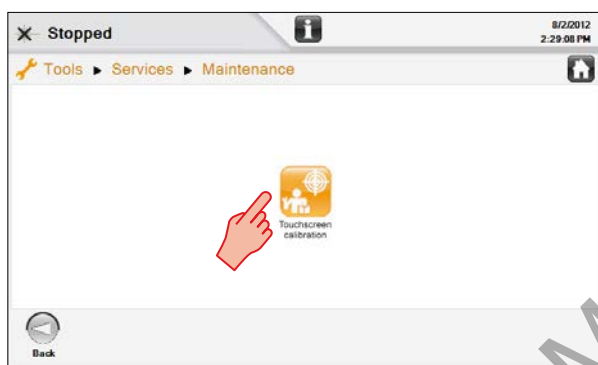 Stopped
8/2/2012
2:29:08 PM
Tools ▶ Services ▶ Maintenance
Touchscreen
calibration
Back